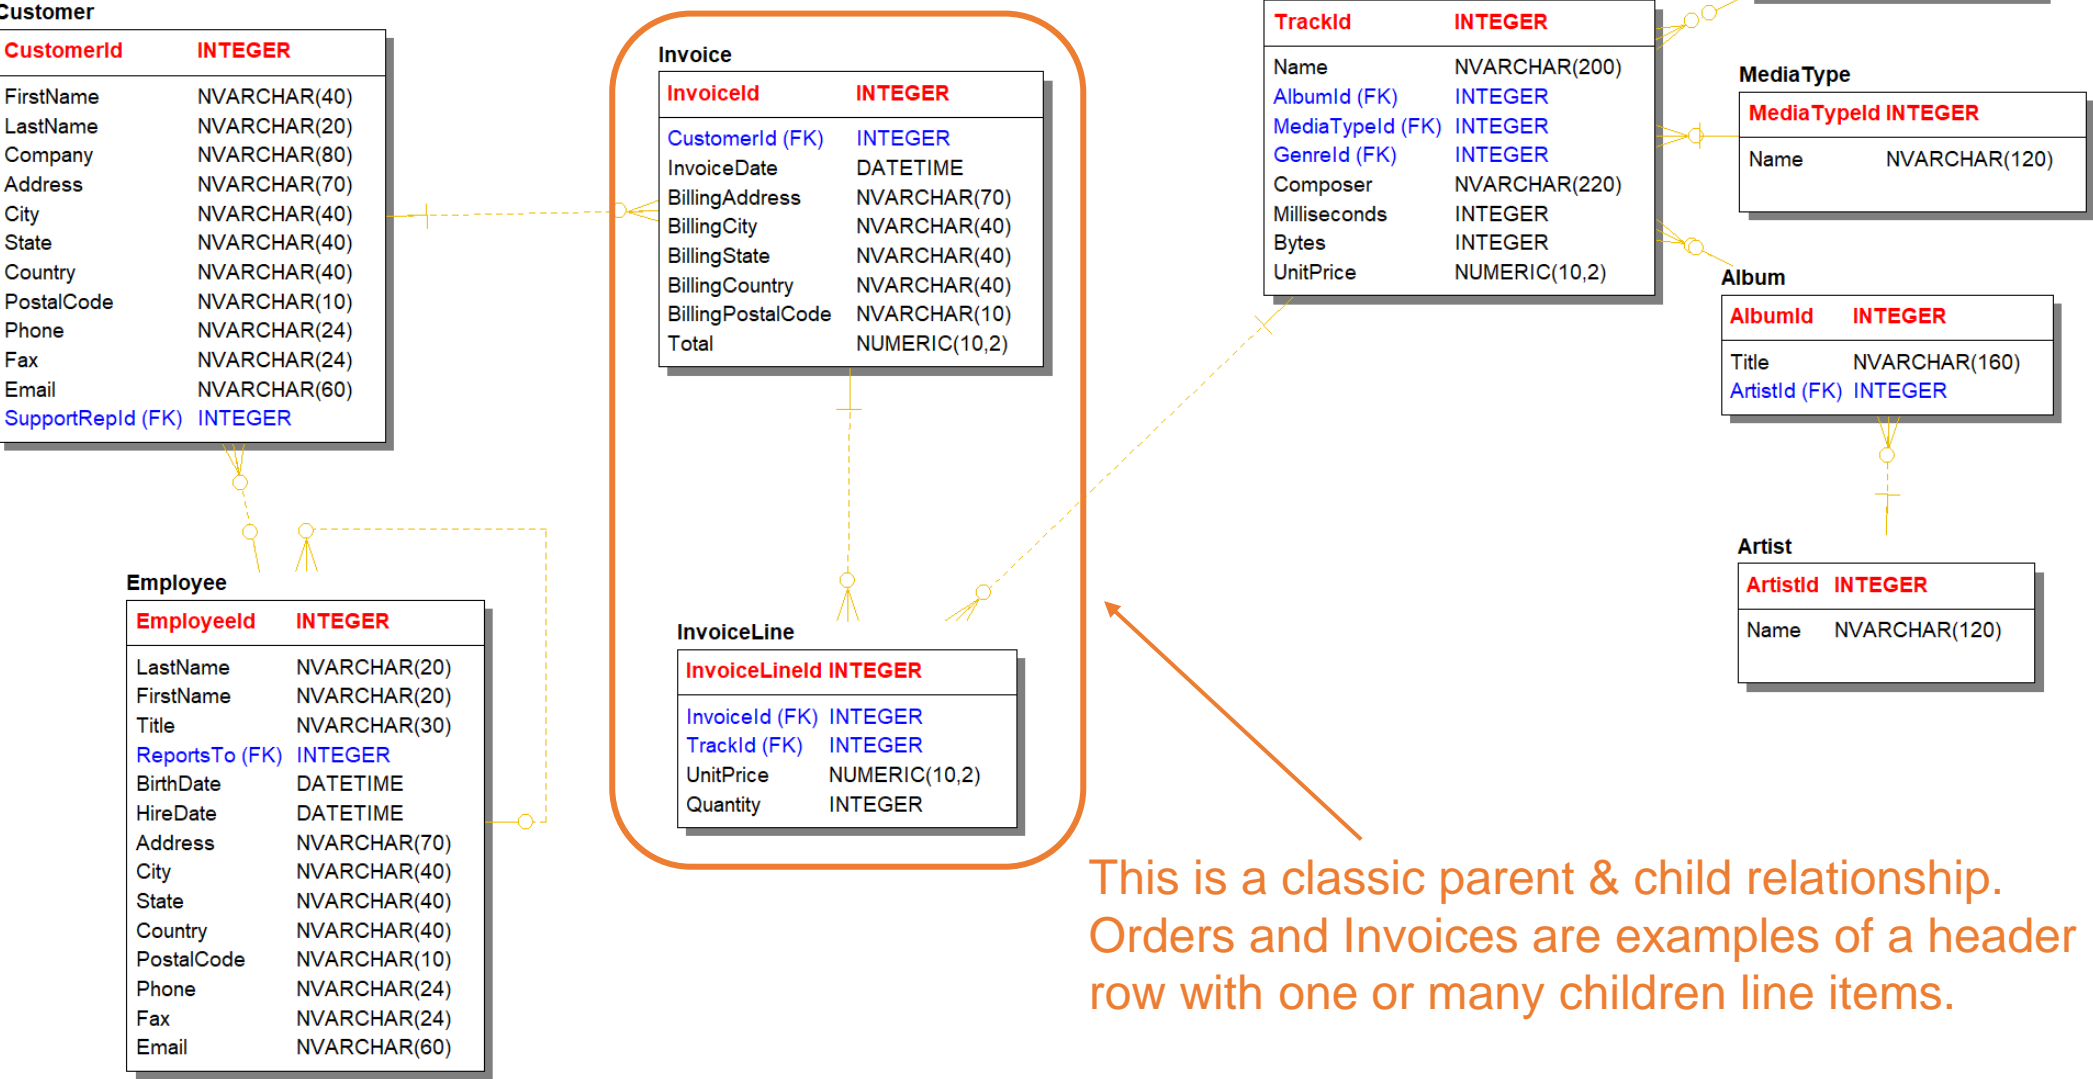 Customer
CustomerId INTEGER
FirstName NVARCHAR(40)
LastName NVARCHAR(20)
Company NVARCHAR(80)
Address NVARCHAR(70)
City NVARCHAR(40)
State NVARCHAR(40)
Country NVARCHAR(40)
PostalCode NVARCHAR(10)
Phone NVARCHAR(24)
Fax NVARCHAR(24)
Email NVARCHAR(60)
SupportRepId (FK) INTEGER
Employee
EmployeeId INTEGER
LastName NVARCHAR(20)
FirstName NVARCHAR(20)
Title NVARCHAR(30)
ReportsTo (FK) INTEGER
BirthDate DATETIME
HireDate DATETIME
Address NVARCHAR(70)
City NVARCHAR(40)
State NVARCHAR(40)
Country NVARCHAR(40)
PostalCode NVARCHAR(10)
Phone NVARCHAR(24)
Fax NVARCHAR(24)
Email NVARCHAR(60)
Invoice
InvoiceId INTEGER
CustomerId (FK) INTEGER
InvoiceDate DATETIME
BillingAddress NVARCHAR(70)
BillingCity NVARCHAR(40)
BillingState NVARCHAR(40)
BillingCountry NVARCHAR(40)
BillingPostalCode NVARCHAR(10)
Total NUMERIC(10,2)
InvoiceLine
InvoiceLineId INTEGER
InvoiceId (FK) INTEGER
TrackId (FK) INTEGER
UnitPrice NUMERIC(10,2)
Quantity INTEGER
TrackId INTEGER
Name NVARCHAR(200)
AlbumId (FK) INTEGER
MediaTypeId (FK) INTEGER
GenreId (FK) INTEGER
Composer NVARCHAR(220)
Milliseconds INTEGER
Bytes INTEGER
UnitPrice NUMERIC(10,2)
MediaType
MediaTypeId INTEGER
Name NVARCHAR(120)
Album
AlbumId INTEGER
Title NVARCHAR(160)
ArtistId (FK) INTEGER
Artist
ArtistId INTEGER
Name NVARCHAR(120)
This is a classic parent & child relationship.
Orders and Invoices are examples of a header
row with one or many children line items.